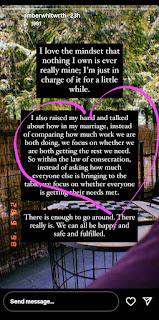 amberwhitwrth · 23h
1991
I love the mindset that
nothing I own is ever
really mine; I'm just in
charge of it for a little
while.
I also raised my hand and talked
about how in my marriage, instead
of comparing how much work we are
both doing, we focus on whether we
are both getting the rest we need.
So within the law of consecration,
instead of asking how much
everyone else is bringing to the
table, we focus on whether everyone
is getting their needs met.
There is enough to go around. There
really is. We can all be happy and
safe and fulfilled.
Send message...